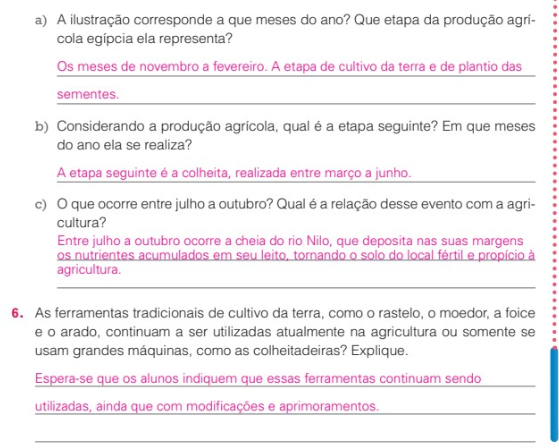 a) A ilustração corresponde a que meses do ano? Que etapa da produção agrí-
cola egípcia ela representa?
Os meses de novembro a fevereiro. A etapa de cultivo da terra e de plantio das
sementes.
b) Considerando a produção agrícola, qual é a etapa seguinte? Em que meses
do ano ela se realiza?
A etapa seguinte é a colheita, realizada entre março a junho.
c) O que ocorre entre julho a outubro? Qual é a relação desse evento com a agri-
cultura?
Entre julho a outubro ocorre a cheia do rio Nilo, que deposita nas suas margens
os nutrientes acumulados em seu leito, tornando o solo do local fértil e propício à
agricultura.
6. As ferramentas tradicionais de cultivo da terra, como o rastelo, o moedor, a foice
e o arado, continuam a ser utilizadas atualmente na agricultura ou somente se
usam grandes máquinas, como as colheitadeiras? Explique.
Espera-se que os alunos indiquem que essas ferramentas continuam sendo
utilizadas, ainda que com modificações e aprimoramentos.